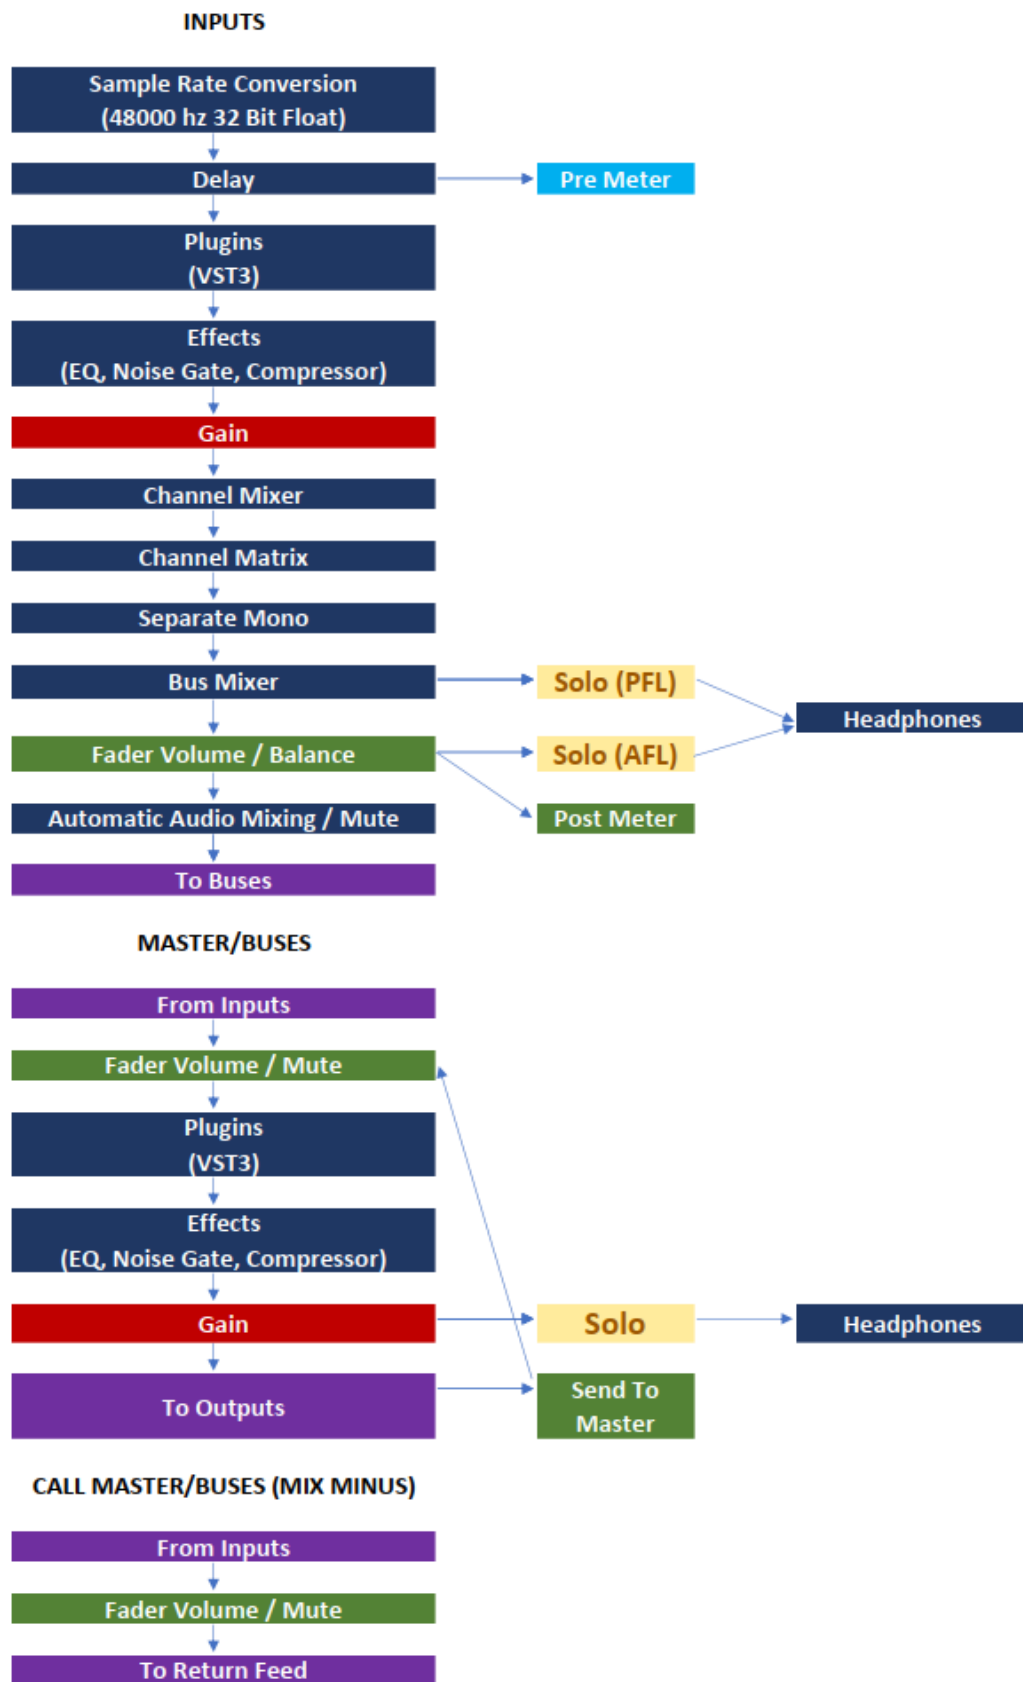 INPUTS
Sample Rate Conversion
(48000 hz 32 Bit Float)
Delay
Pre Meter
Plugins
(VST3)
Effects
(EQ, Noise Gate, Compressor)
Gain
Channel Mixer
Channel Matrix
Separate Mono
Bus Mixer
Solo (PFL)
Headphones
Fader Volume / Balance
Solo (AFL)
Automatic Audio Mixing / Mute
Post Meter
To Buses
MASTER/BUSES
From Inputs
Fader Volume / Mute
Plugins
(VST3)
Effects
(EQ, Noise Gate, Compressor)
Gain
Solo
Headphones
To Outputs
Send To
Master
CALL MASTER/BUSES (MIX MINUS)
From Inputs
Fader Volume / Mute
To Return Feed